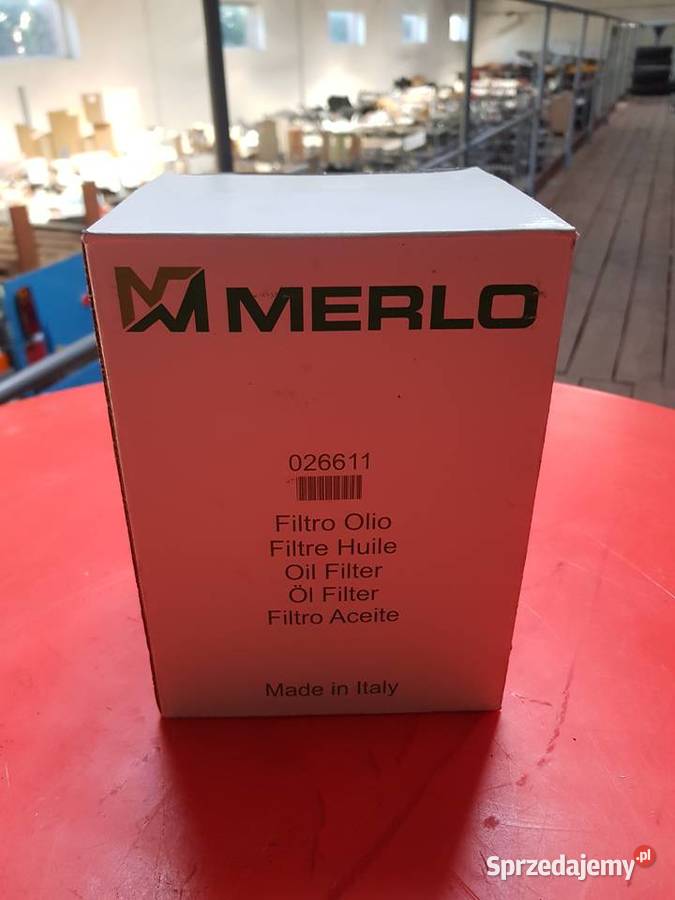 MERLO
026611
Filtro Olio
Filtre Huile
Oil Filter
Öl Filter
Filtro Aceite
Made in Italy
Sprzedajemy.pl